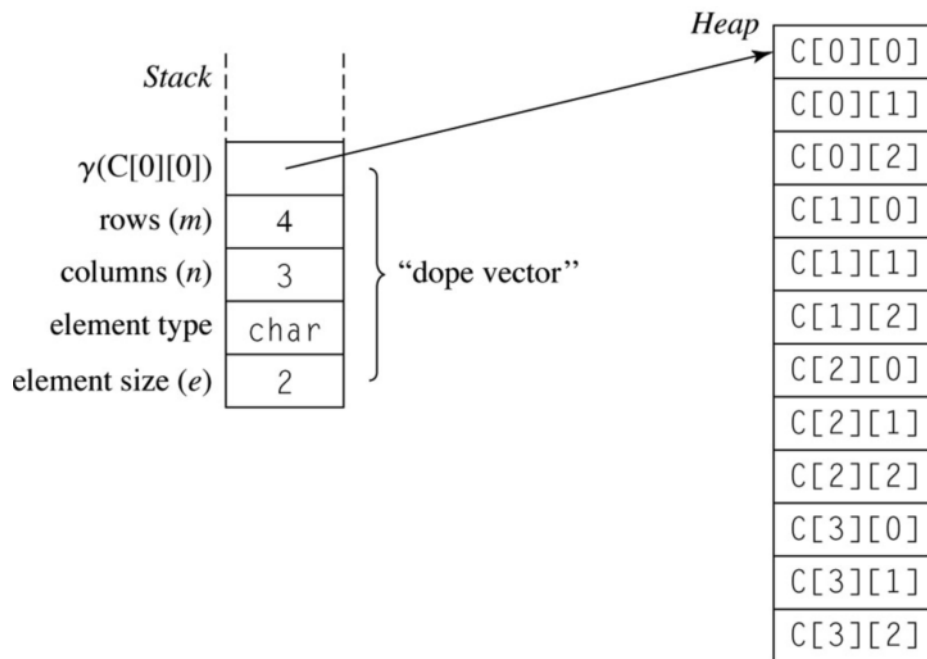 Heap
Stack
γ(C[0][0])
rows (m) 4
columns (n) 3
element type char
element size (e) 2
“dope vector”
C[0][0]
C[0][1]
C[0][2]
C[1][0]
C[1][1]
C[1][2]
C[2][0]
C[2][1]
C[2][2]
C[3][0]
C[3][1]
C[3][2]